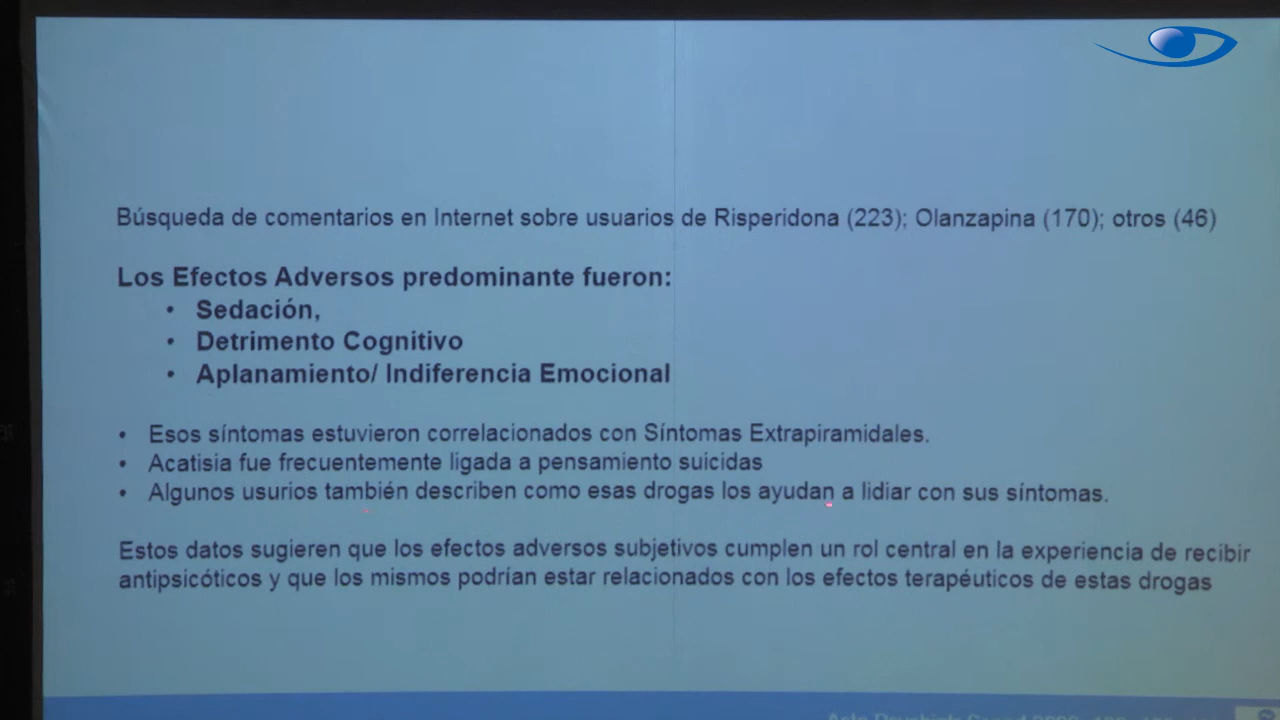 Búsqueda de comentarios en Internet sobre usuarios de Risperidona (223); Olanzapina (170); otros (46)
Los Efectos Adversos predominante fueron:
• Sedación,
• Detrimento Cognitivo
• Aplanamiento/ Indiferencia Emocional
• Esos síntomas estuvieron correlacionados con Síntomas Extrapiramidales.
• Acatisia fue frecuentemente ligada a pensamiento suicidas
• Algunos usurios también describen como esas drogas los ayudan a lidiar con sus síntomas.
Estos datos sugieren que los efectos adversos subjetivos cumplen un rol central en la experiencia de recibir
antipsicóticos y que los mismos podrían estar relacionados con los efectos terapéuticos de estas drogas